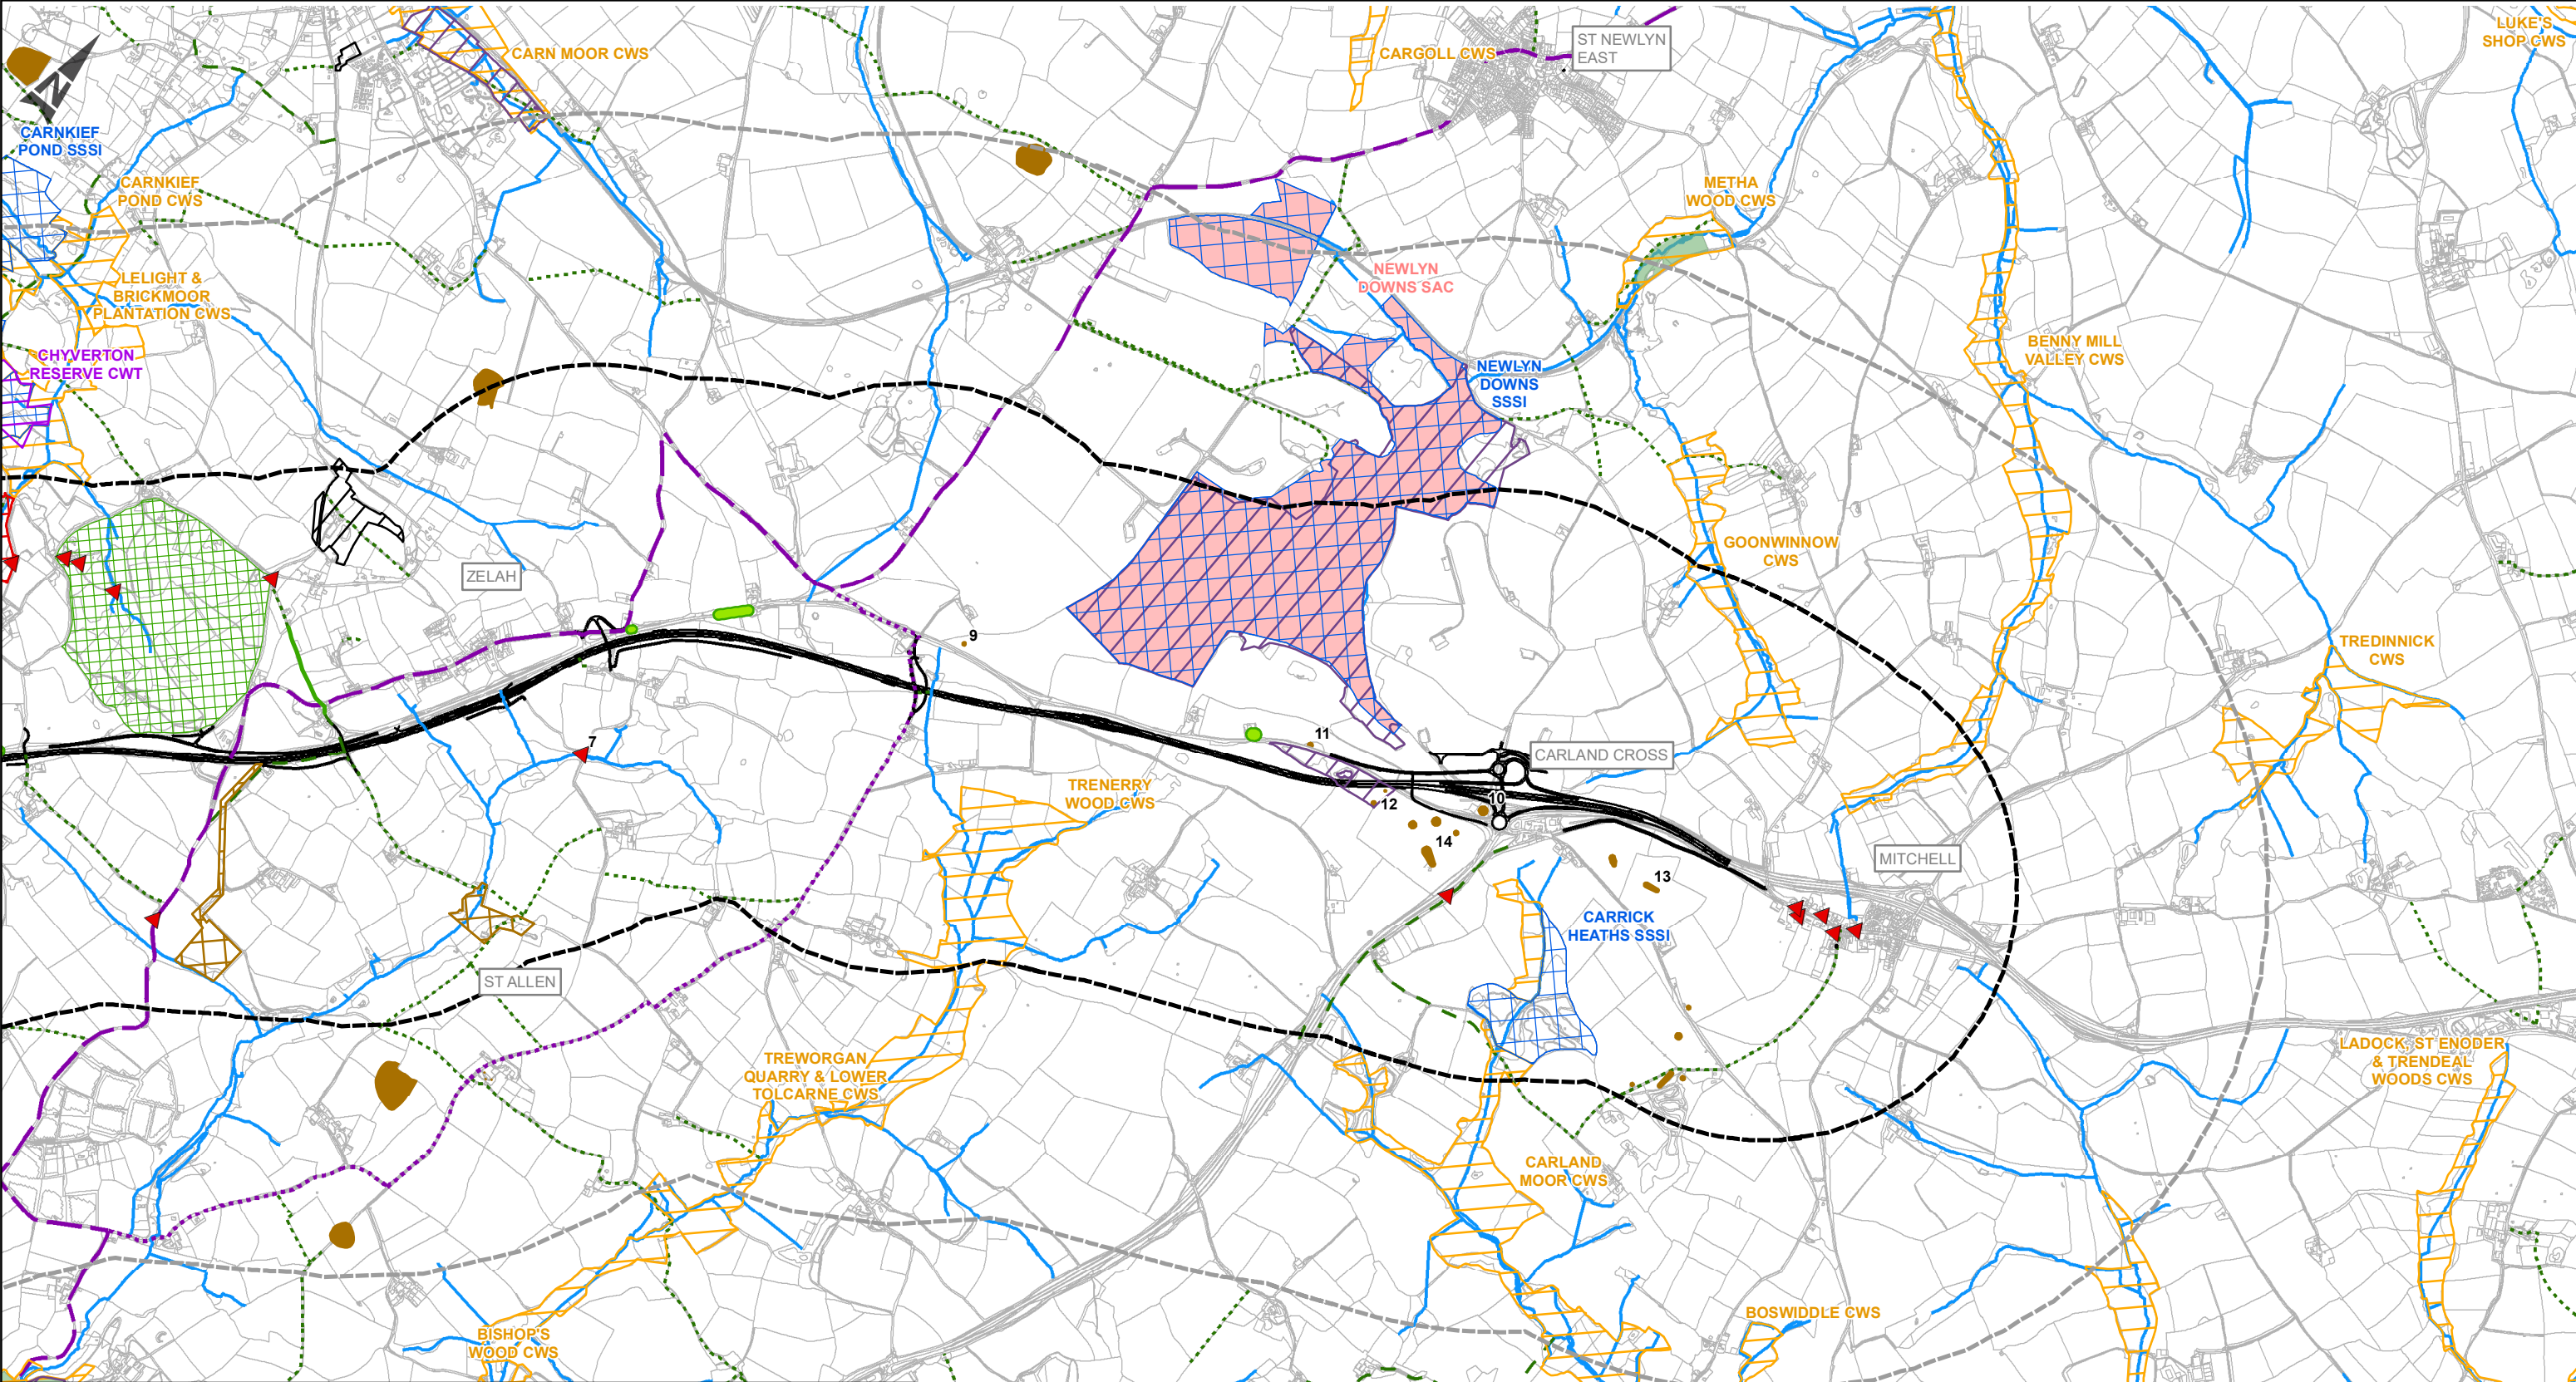 CARN MOOR CWS
CARGOLL CWS
ST NEWLYN
EAST
LUKE'S
SHOP CWS
N
CARNKIEF
POND SSSI
CARNKIEF
POND CWS
METHA
WOOD CWS
LELIGHT &
BRICKMOOR
PLANTATION CWS
NEWLYN
DOWNS SAC
CHYVERTON
RESERVE CWT
NEWLYN
DOWNS
SSSI
BENNY MILL
VALLEY CWS
GOONWINNOW
CWS
ZELAH
9
TREDINNICK
CWS
7
11
CARLAND CROSS
TRENERRY
WOOD CWS
12
10
14
MITCHELL
13
CARRICK
HEATHS SSSI
ST ALLEN
TREWORGAN
QUARRY & LOWER
TOLCARNE CWS
LADOCK, ST ENODER
& TRENDEAL
WOODS CWS
CARLAND
MOOR CWS
BISHOP'S
WOOD CWS
BOSWIDDLE CWS